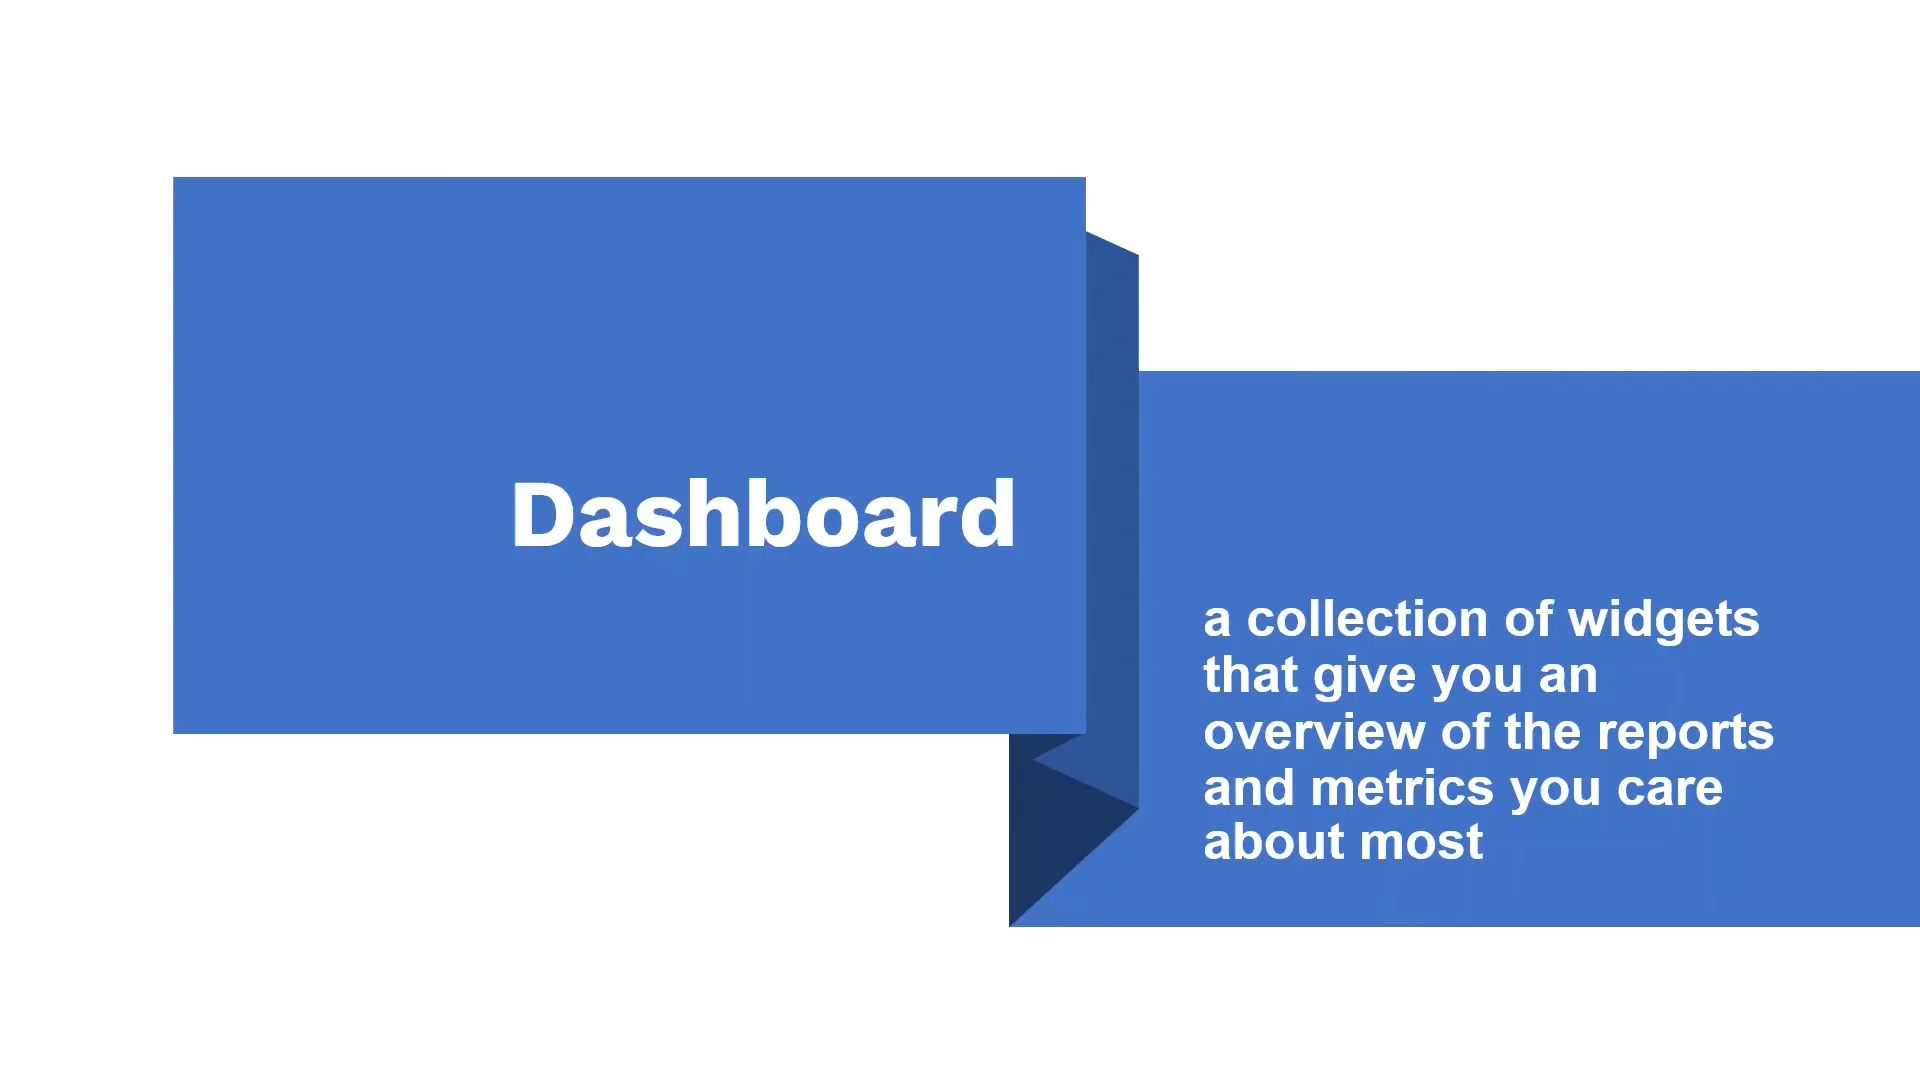 Dashboard
a collection of widgets
that give you an
overview of the reports
and metrics you care
about most